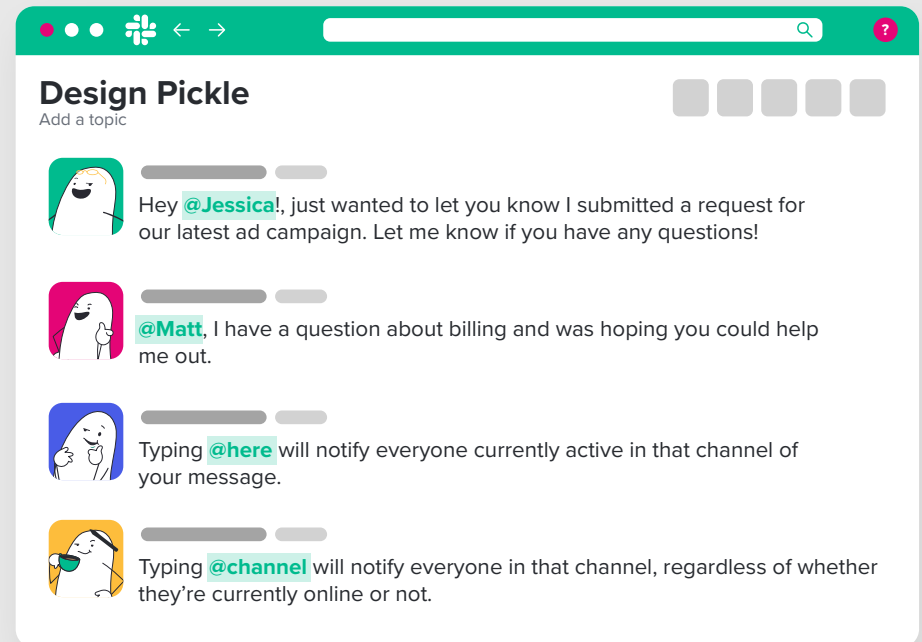 ?
Design Pickle
Add a topic
Hey @Jessica!, just wanted to let you know I submitted a request for
our latest ad campaign. Let me know if you have any questions!
@Matt, I have a question about billing and was hoping you could help
me out.
Typing @here will notify everyone currently active in that channel of
your message.
Typing @channel will notify everyone in that channel, regardless of whether
they’re currently online or not.